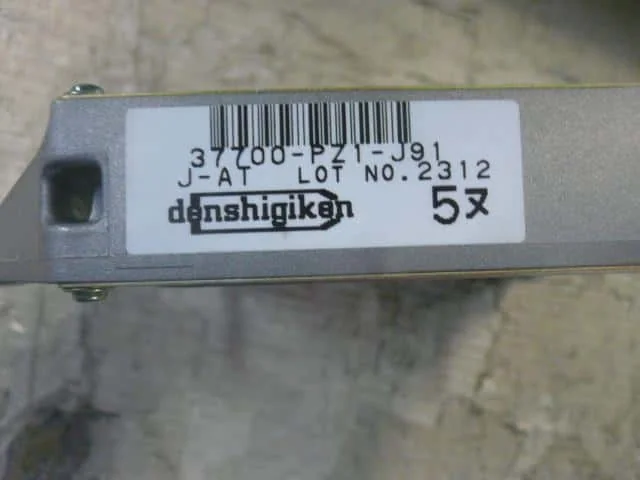 37700-PZ1-J91
J-AT LOT NO.2312
denshigiken 5ヌ